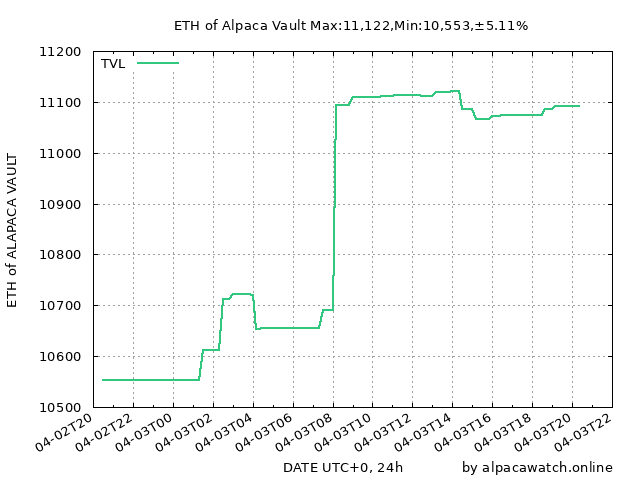 ETH of Alpaca Vault Max:11,122,Min:10,553,±5.11%
TVL
11200
11100
11000
10900
10800
10700
10600
10500
ETH of ALAPACA VAULT
04-02T20
04-02T22
04-03T00
04-03T02
04-03T04
04-03T06
04-03T08
04-03T10
04-03T12
04-03T14
04-03T16
04-03T18
04-03T20
04-03T22
DATE UTC+0, 24h
by alpacawatch.online